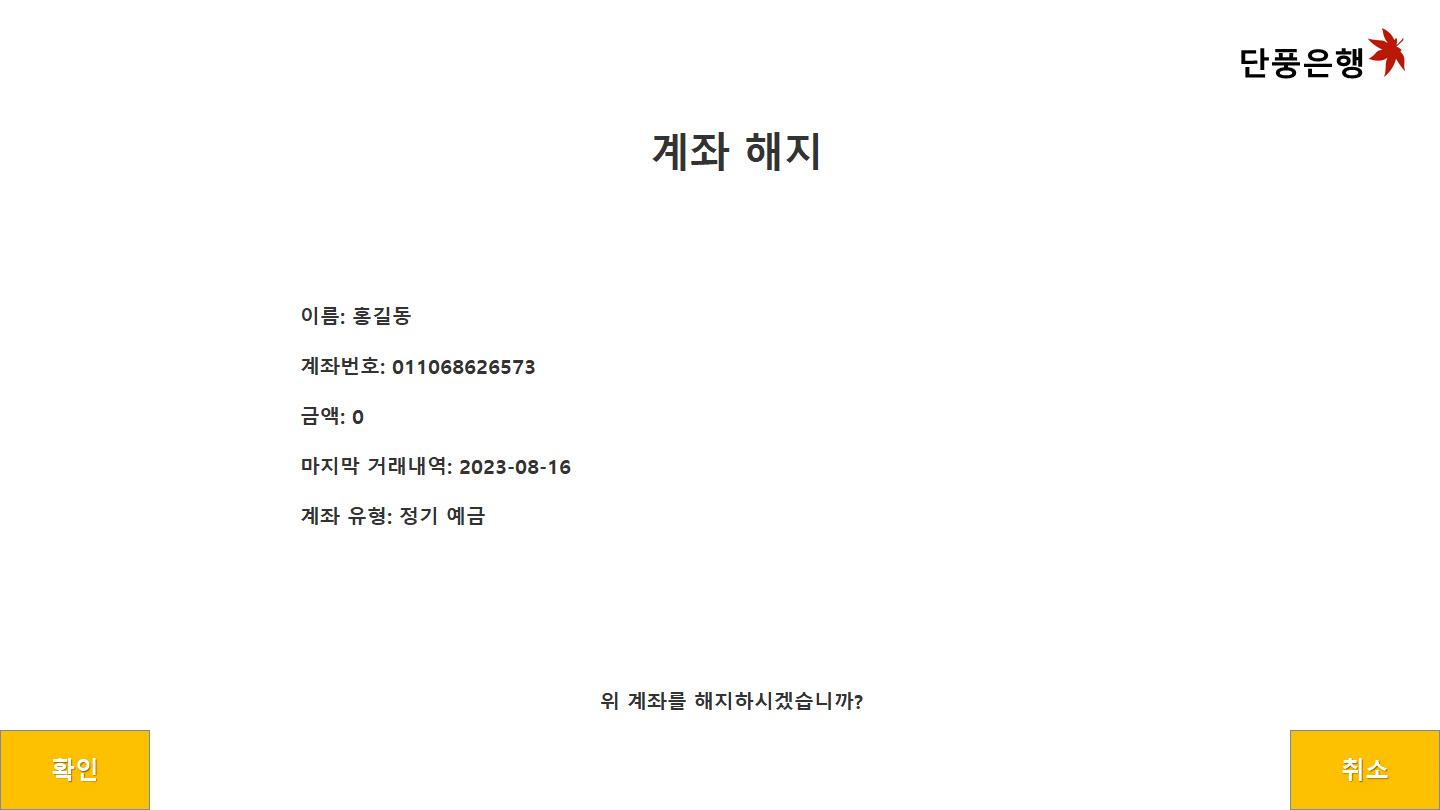 단풍은행
계좌 해지
이름: 홍길동
계좌번호: 011068626573
금액: 0
마지막 거래내역: 2023-08-16
계좌 유형: 정기 예금
위 계좌를 해지하시겠습니까?
확인
취소